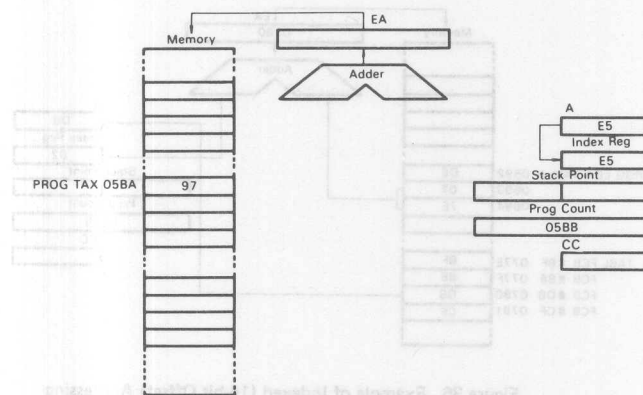 EA
Memory
Adder
A
E5
Index Reg
E5
Stack Point
PROG TAX 05BA 97
Prog Count
05BB
CC